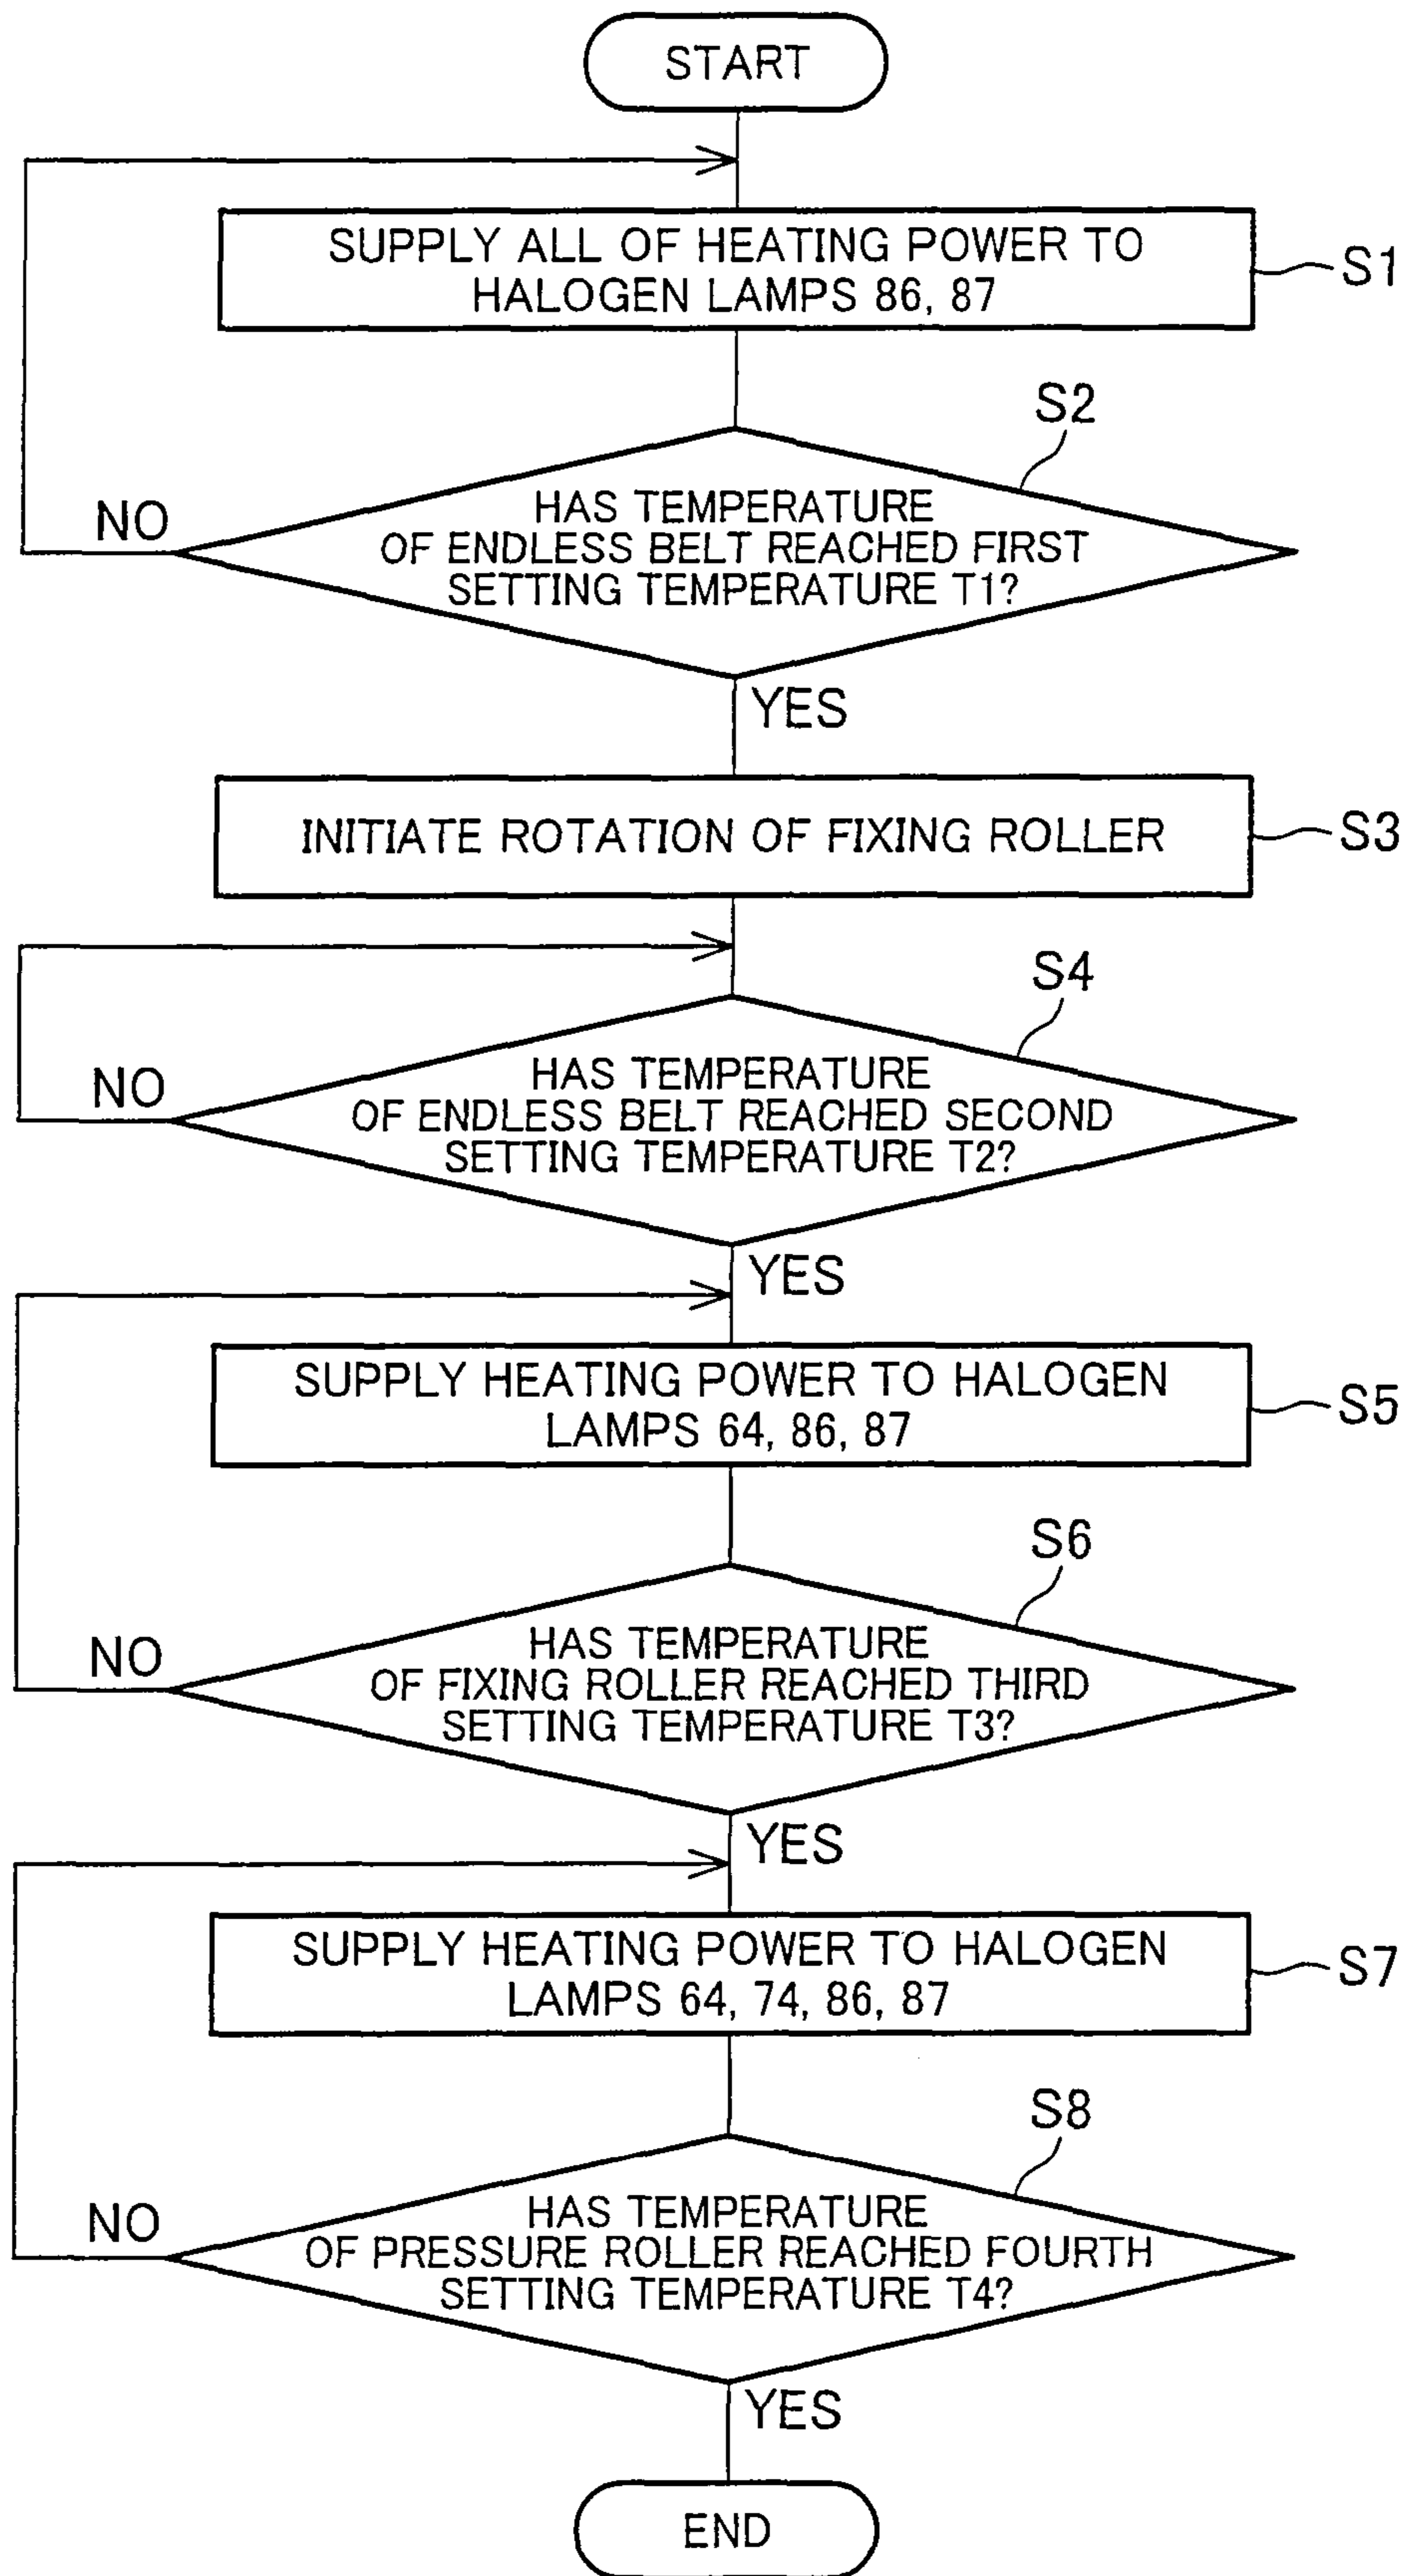 START
SUPPLY ALL OF HEATING POWER TO
HALOGEN LAMPS 86, 87
S1
S2
HAS TEMPERATURE
OF ENDLESS BELT REACHED FIRST
SETTING TEMPERATURE T1?
NO
YES
INITIATE ROTATION OF FIXING ROLLER
S3
S4
HAS TEMPERATURE
OF ENDLESS BELT REACHED SECOND
SETTING TEMPERATURE T2?
NO
YES
SUPPLY HEATING POWER TO HALOGEN
LAMPS 64, 86, 87
S5
S6
HAS TEMPERATURE
OF FIXING ROLLER REACHED THIRD
SETTING TEMPERATURE T3?
NO
YES
SUPPLY HEATING POWER TO HALOGEN
LAMPS 64, 74, 86, 87
S7
S8
HAS TEMPERATURE
OF PRESSURE ROLLER REACHED FOURTH
SETTING TEMPERATURE T4?
NO
YES
END